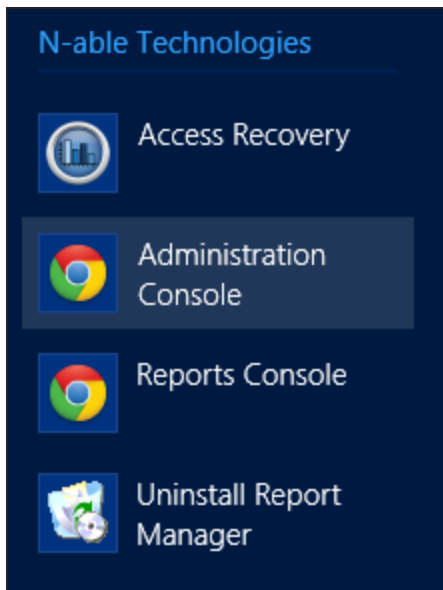 N-able Technologies
Access Recovery
Administration
Console
Reports Console
Uninstall Report
Manager